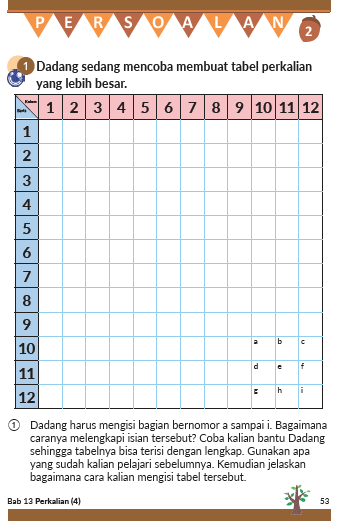 PERSOALAN 2
1 Dadang sedang mencoba membuat tabel perkalian
yang lebih besar.
Kolom
Baris
1 2 3 4 5 6 7 8 9 10 11 12
1
2
3
4
5
6
7
8
9
10 a b c
11 d e f
12 g h i
① Dadang harus mengisi bagian bernomor a sampai i. Bagaimana
caranya melengkapi isian tersebut? Coba kalian bantu Dadang
sehingga tabelnya bisa terisi dengan lengkap. Gunakan apa
yang sudah kalian pelajari sebelumnya. Kemudian jelaskan
bagaimana cara kalian mengisi tabel tersebut.
Bab 13 Perkalian (4) 53